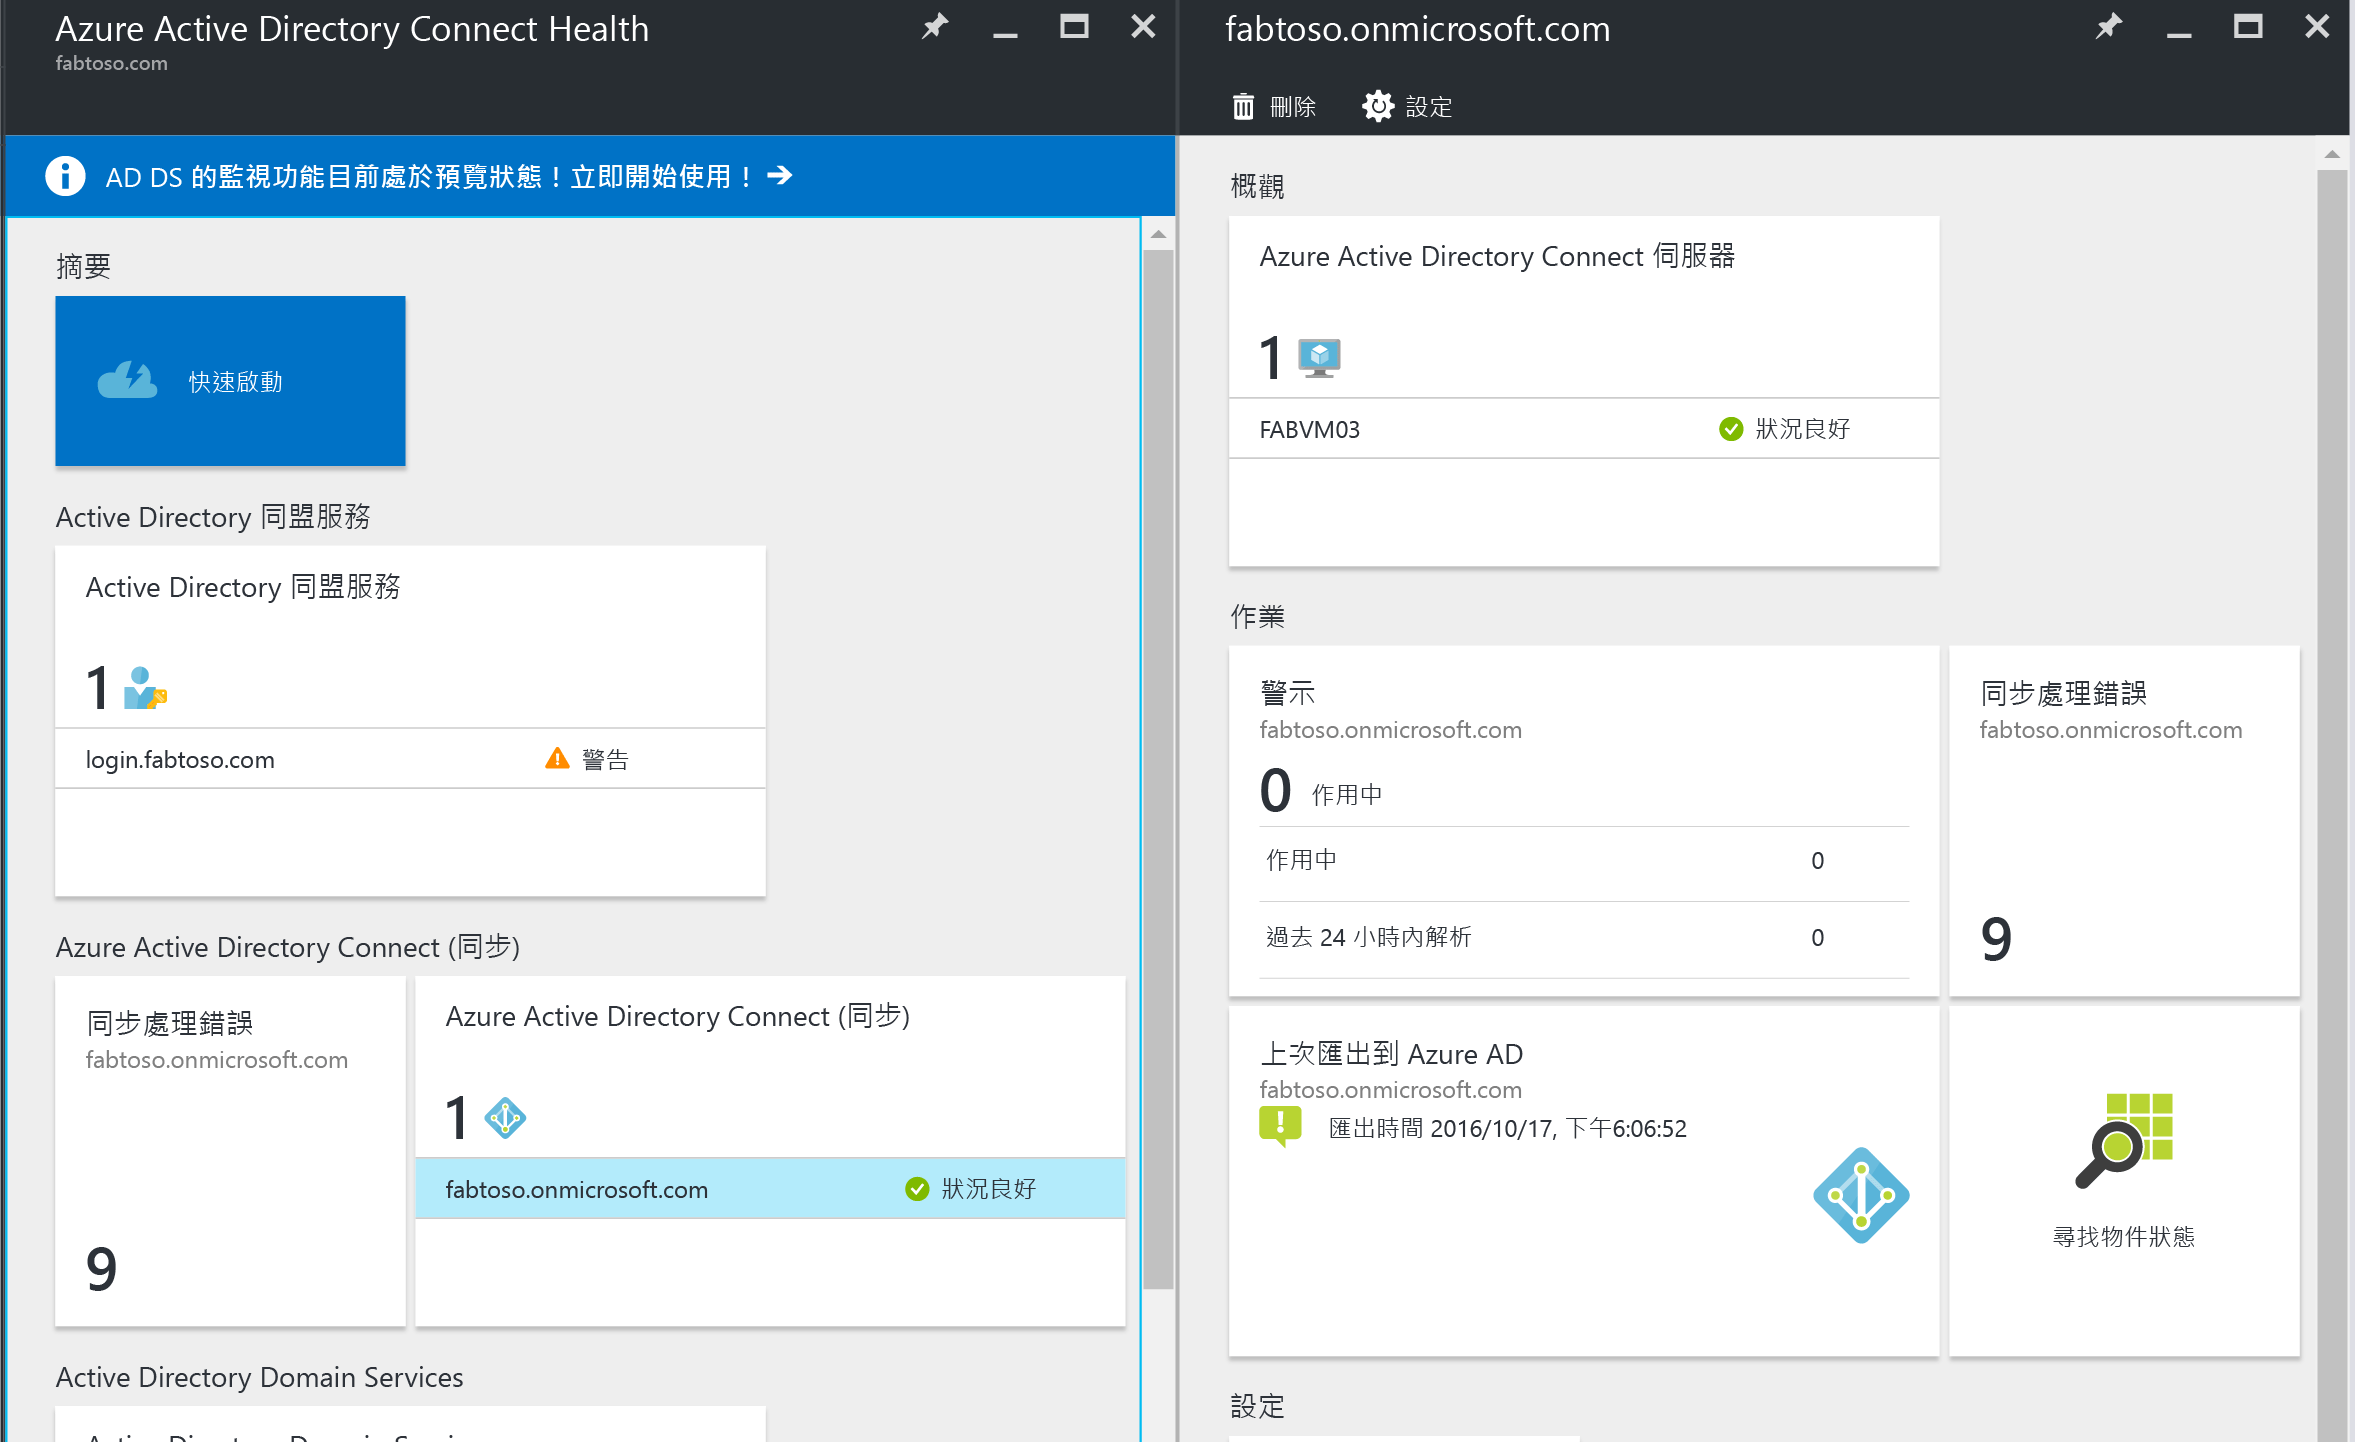 Azure Active Directory Connect Health
fabtoso.com
AD DS 的監視功能目前處於預覽狀態！立即開始使用！ →
摘要
快速啟動
Active Directory 同盟服務
Active Directory 同盟服務
1
login.fabtoso.com 警告
Azure Active Directory Connect (同步)
同步處理錯誤
fabtoso.onmicrosoft.com
9
Azure Active Directory Connect (同步)
1
fabtoso.onmicrosoft.com 狀況良好
Active Directory Domain Services
fabtoso.onmicrosoft.com
刪除 設定
概觀
Azure Active Directory Connect 伺服器
1
FABVM03 狀況良好
作業
警示
fabtoso.onmicrosoft.com
0 作用中
作用中 0
過去 24 小時內解析 0
同步處理錯誤
fabtoso.onmicrosoft.com
9
上次匯出到 Azure AD
fabtoso.onmicrosoft.com
匯出時間 2016/10/17, 下午6:06:52
尋找物件狀態
設定